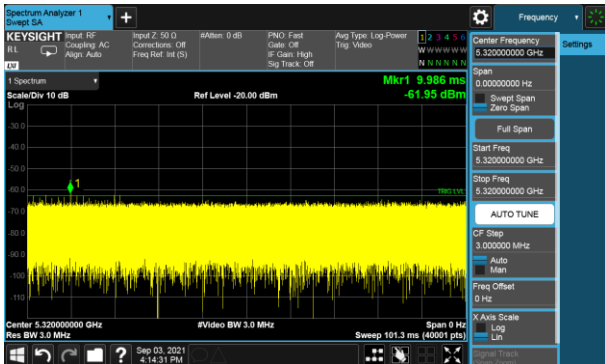 Spectrum Analyzer 1
Swept SA
Frequency
KEYSIGHT
Input: RF
Input Z: 50 Ω
#Atten: 0 dB
PNO: Fast
Avg Type: Log-Power
1 2 3 4 5 6
RL
Coupling: AC
Corrections: Off
Gate: Off
Trig: Video
Align: Auto
Freq Ref: Int (S)
IF Gain: High
W W W W W W
Sig Track: Off
N N N N N N
LXI
1 Spectrum
Mkr1 9.986 ms
Scale/Div 10 dB
Ref Level -20.00 dBm
-61.95 dBm
Log
-30.0
-40.0
-50.0
1
-60.0
TRIG LVL
-70.0
-80.0
-90.0
-100
-110
Center 5.320000000 GHz
#Video BW 3.0 MHz
Span 0 Hz
Res BW 3.0 MHz
Sweep 101.3 ms (40001 pts)
Sep 03, 2021
4:14:31 PM
Center Frequency
5.320000000 GHz
Settings
Span
0.00000000 Hz
Swept Span
Zero Span
Full Span
Start Freq
5.320000000 GHz
Stop Freq
5.320000000 GHz
AUTO TUNE
CF Step
3.000000 MHz
Auto
Man
Freq Offset
0 Hz
X Axis Scale
Log
Lin
Signal Track
(Span Zoom)